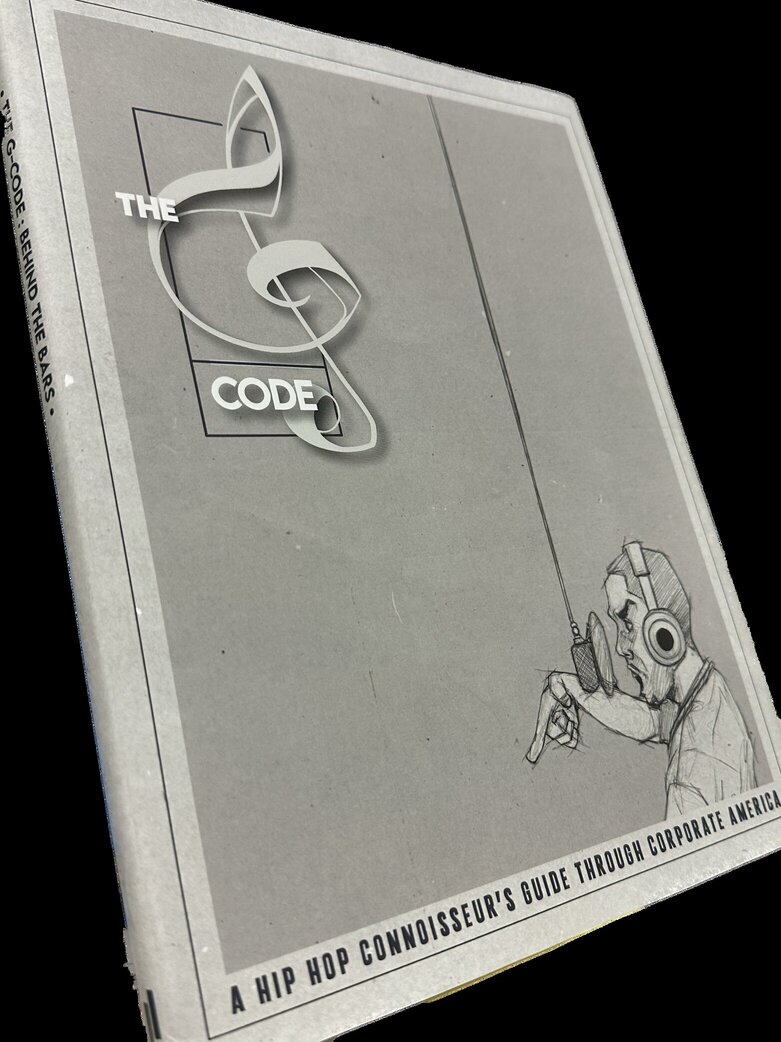 • THE G-CODE : BEHIND THE BARS •
THE
CODE
A HIP HOP CONNOISSEUR'S GUIDE THROUGH CORPORATE AMERICA